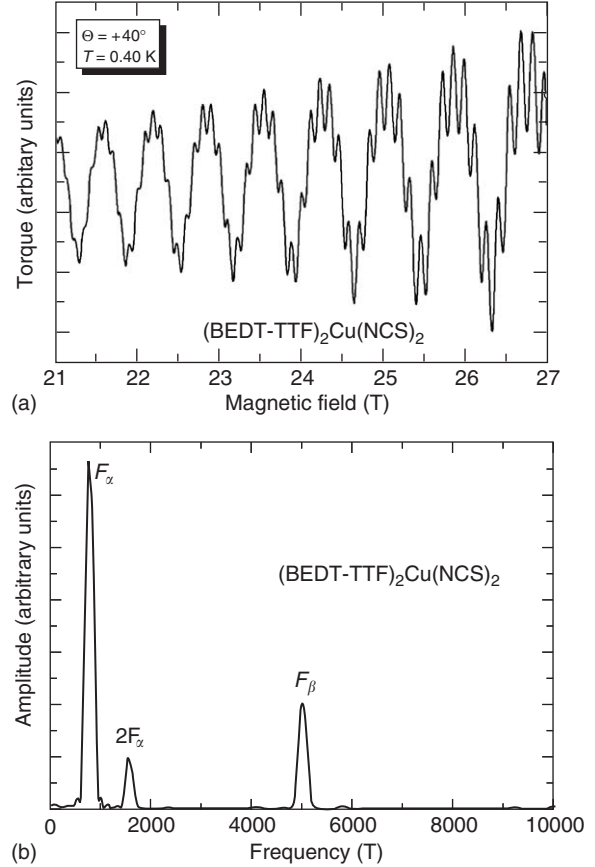 Θ = +40°
T = 0.40 K
Torque (arbitary units)
(BEDT-TTF)₂Cu(NCS)₂
21 22 23 24 25 26 27
(a) Magnetic field (T)
Fα
(BEDT-TTF)₂Cu(NCS)₂
Amplitude (arbitrary units)
Fβ
2Fα
0 2000 4000 6000 8000 10000
(b) Frequency (T)